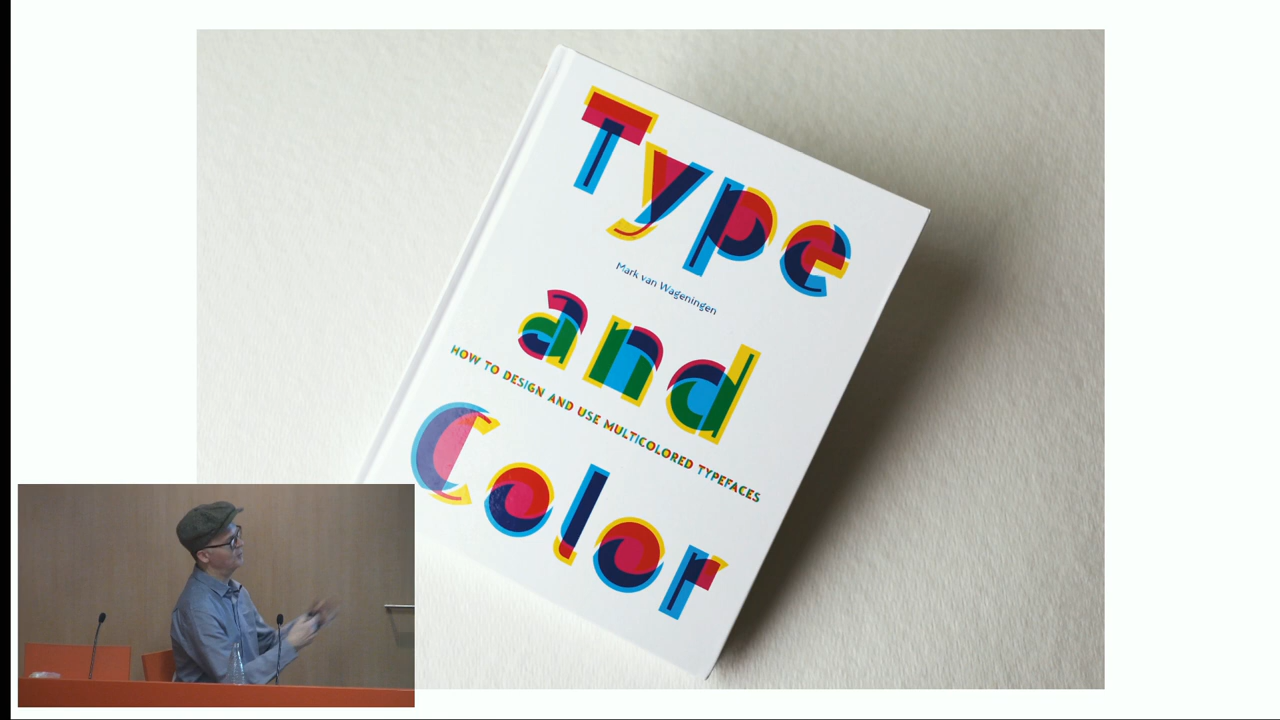 Type
Mark van Wageningen
and
HOW TO DESIGN AND USE MULTICOLORED TYPEFACES
Color